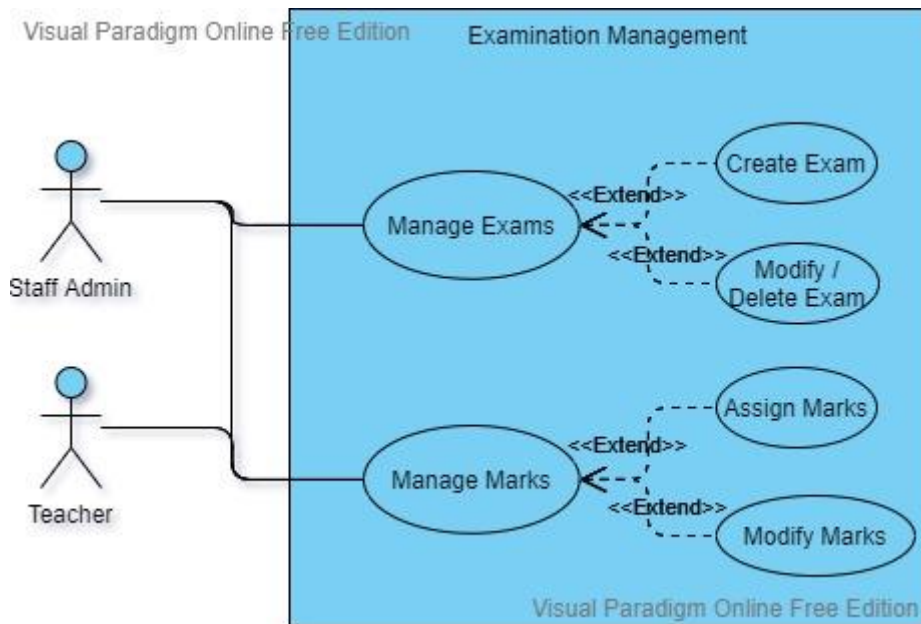 Visual Paradigm Online Free Edition
Examination Management
Create Exam
<<Extend>>
Manage Exams
<<Extend>>
Modify /
Delete Exam
Staff Admin
Assign Marks
<<Extend>>
Manage Marks
<<Extend>>
Teacher
Modify Marks
Visual Paradigm Online Free Edition